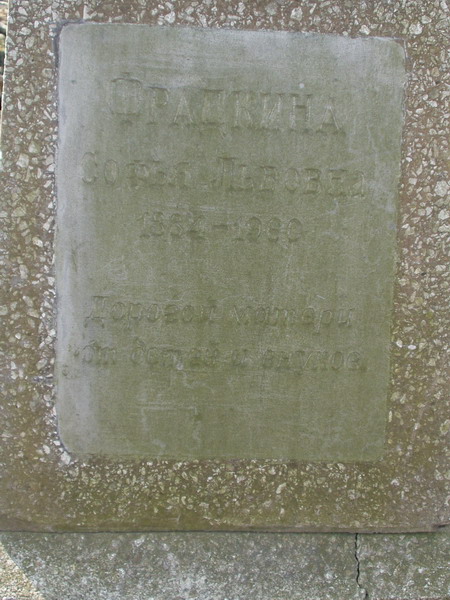 Фрадкина
Софья Львовна
Дорогой матери
от детей и внуков